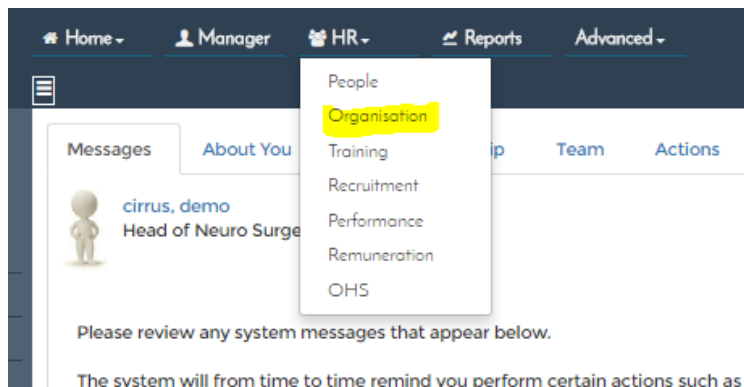 Home Manager HR Reports Advanced
People
Organisation
Training
Recruitment
Performance
Remuneration
OHS
Messages About You ip Team Actions
cirrus, demo
Head of Neuro Surge
Please review any system messages that appear below.
The system will from time to time remind you perform certain actions such as